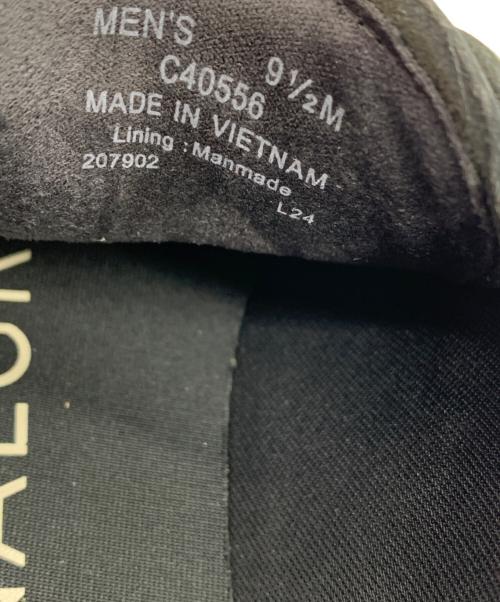 MEN'S
C40556 9½M
MADE IN VIETNAM
Lining : Manmade
207902
L24